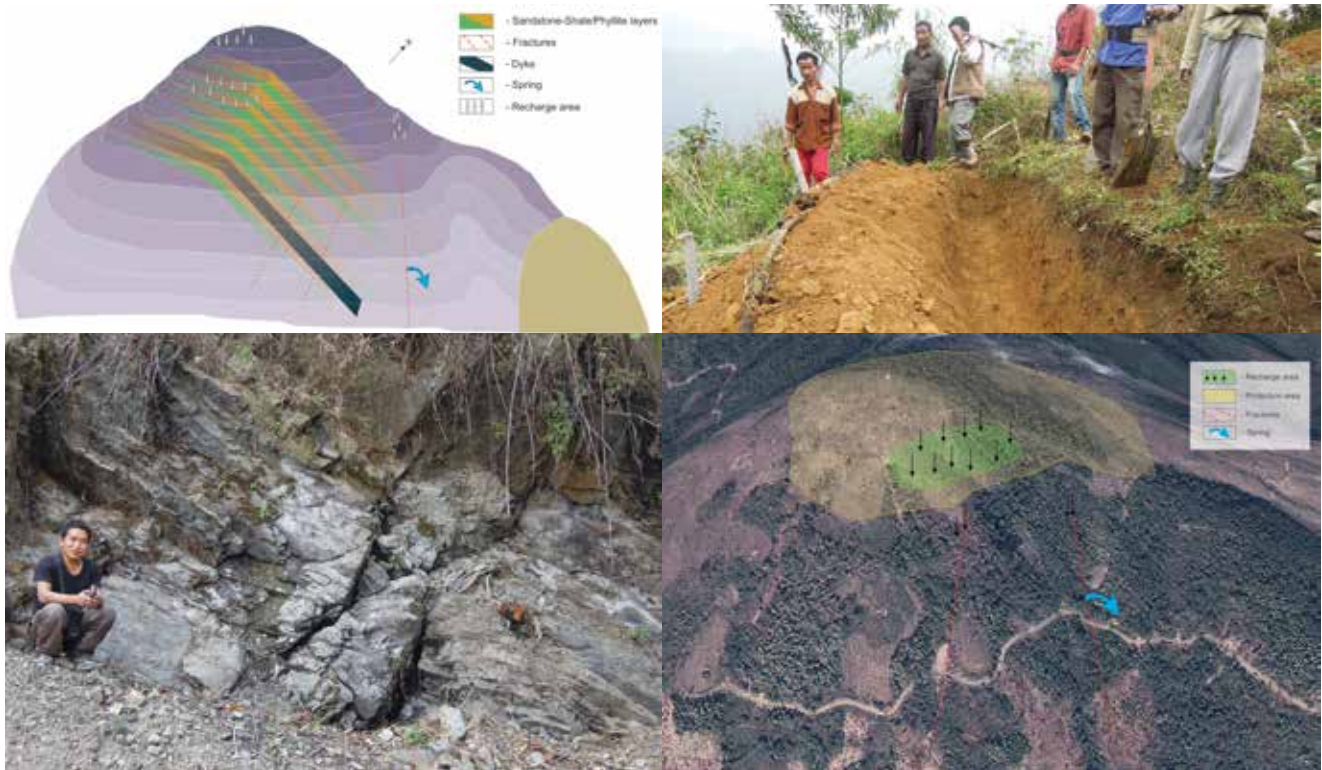 - Sandstone-Shale/Phyllite layers
- Fractures
- Dyke
- Spring
- Recharge area
- Recharge area
- Protection area
- Fractures
- Spring